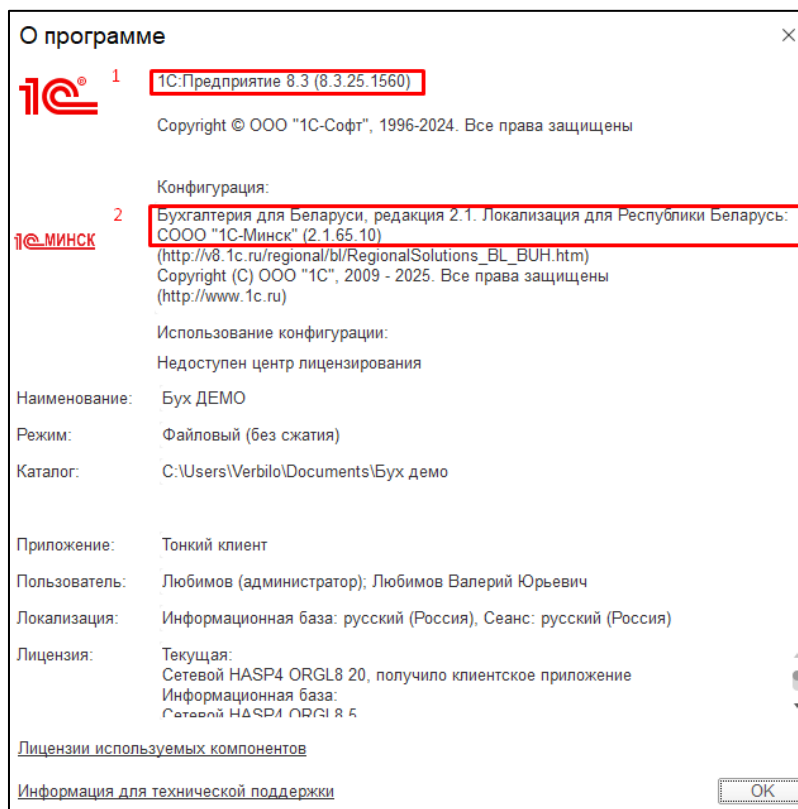 О программе
1С®
1
1С:Предприятие 8.3 (8.3.25.1560)
Copyright © ООО "1С-Софт", 1996-2024. Все права защищены
Конфигурация:
1С МИНСК
2
Бухгалтерия для Беларуси, редакция 2.1. Локализация для Республики Беларусь:
СООО "1С-Минск" (2.1.65.10)
(http://v8.1c.ru/regional/bl/RegionalSolutions_BL_BUH.htm)
Copyright (С) ООО "1С", 2009 - 2025. Все права защищены
(http://www.1c.ru)
Использование конфигурации:
Недоступен центр лицензирования
Наименование: Бух ДЕМО
Режим: Файловый (без сжатия)
Каталог: C:\Users\Verbilo\Documents\Бух демо
Приложение: Тонкий клиент
Пользователь: Любимов (администратор); Любимов Валерий Юрьевич
Локализация: Информационная база: русский (Россия), Сеанс: русский (Россия)
Лицензия: Текущая:
Сетевой HASP4 ORGL8 20, получило клиентское приложение
Информационная база:
Сетевой HASP4 ORGL8 5
Лицензии используемых компонентов
Информация для технической поддержки
OK